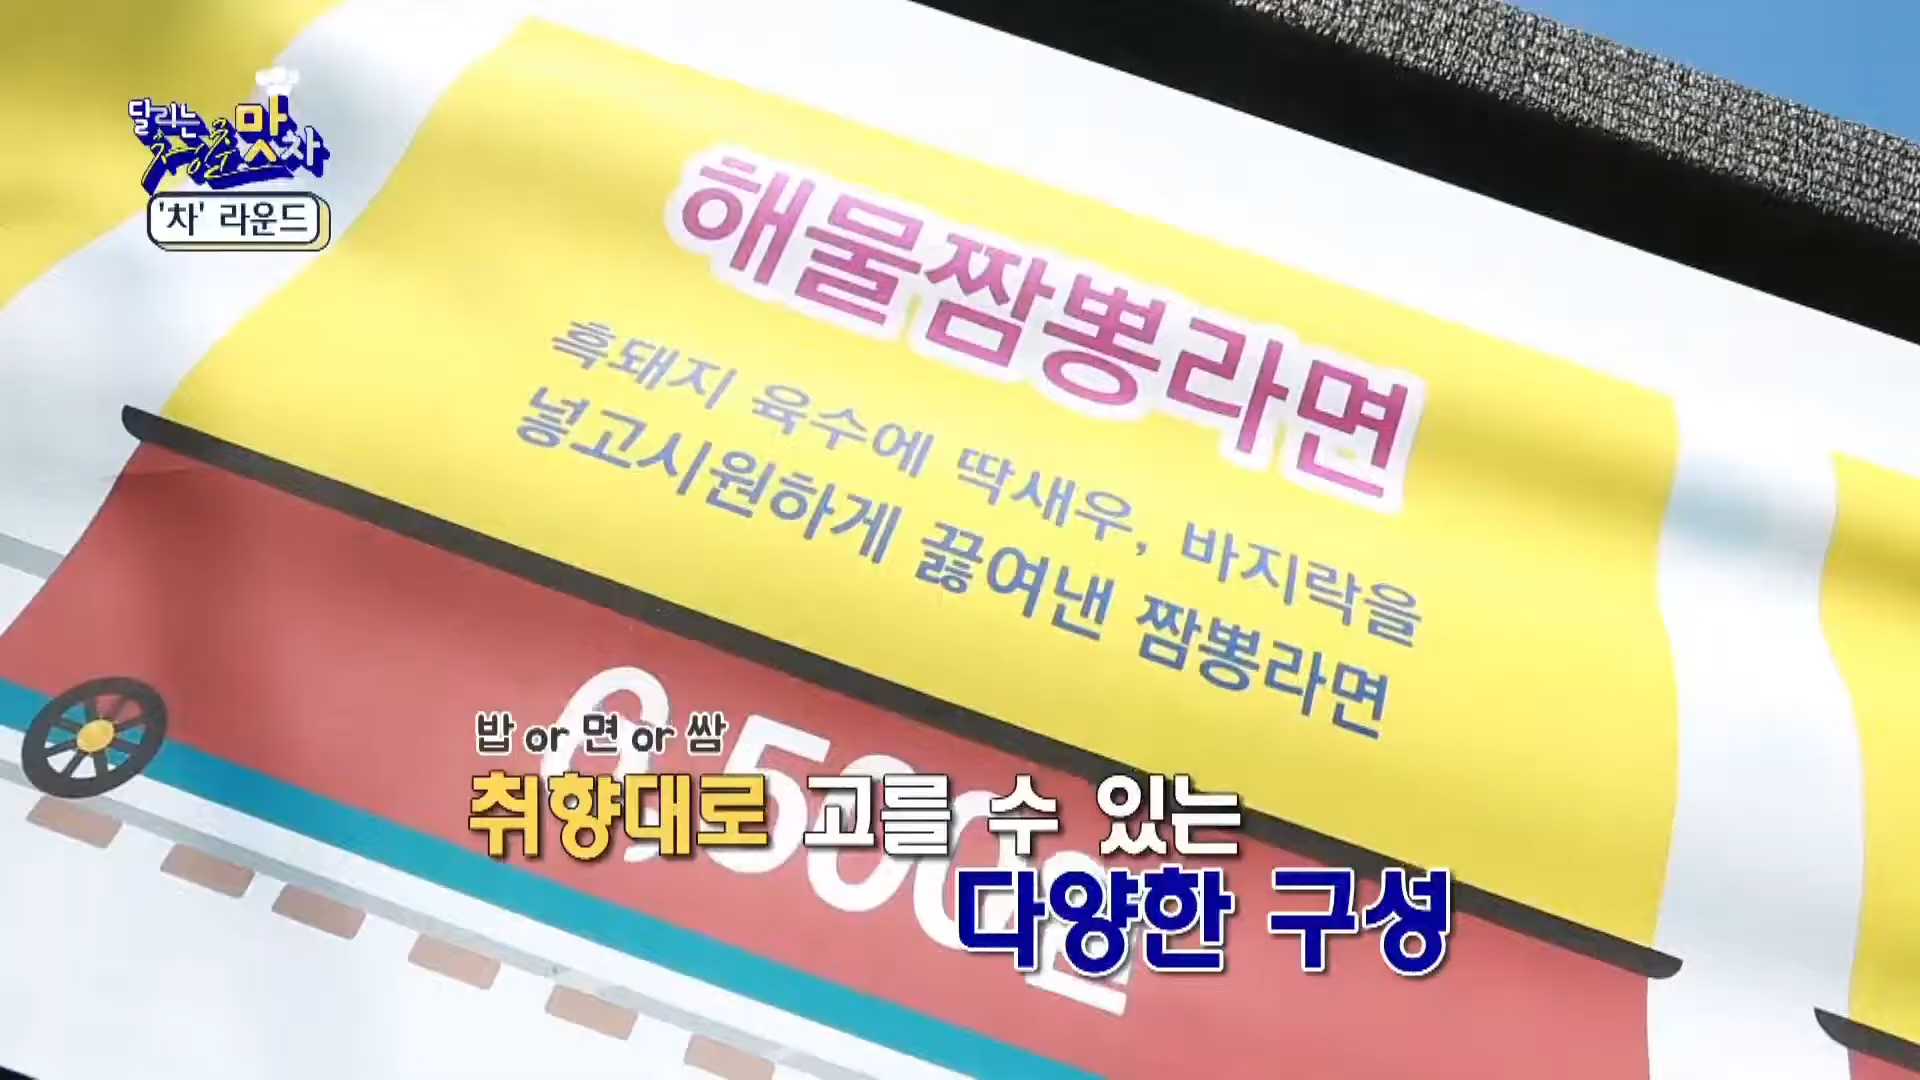 달리는
청춘맛차
'차' 라운드
해물짬뽕라면
흑돼지 육수에 딱새우, 바지락을
넣고시원하게 끓여낸 짬뽕라면
밥 or 면 or 쌈
취향대로 고를 수 있는
다양한 구성